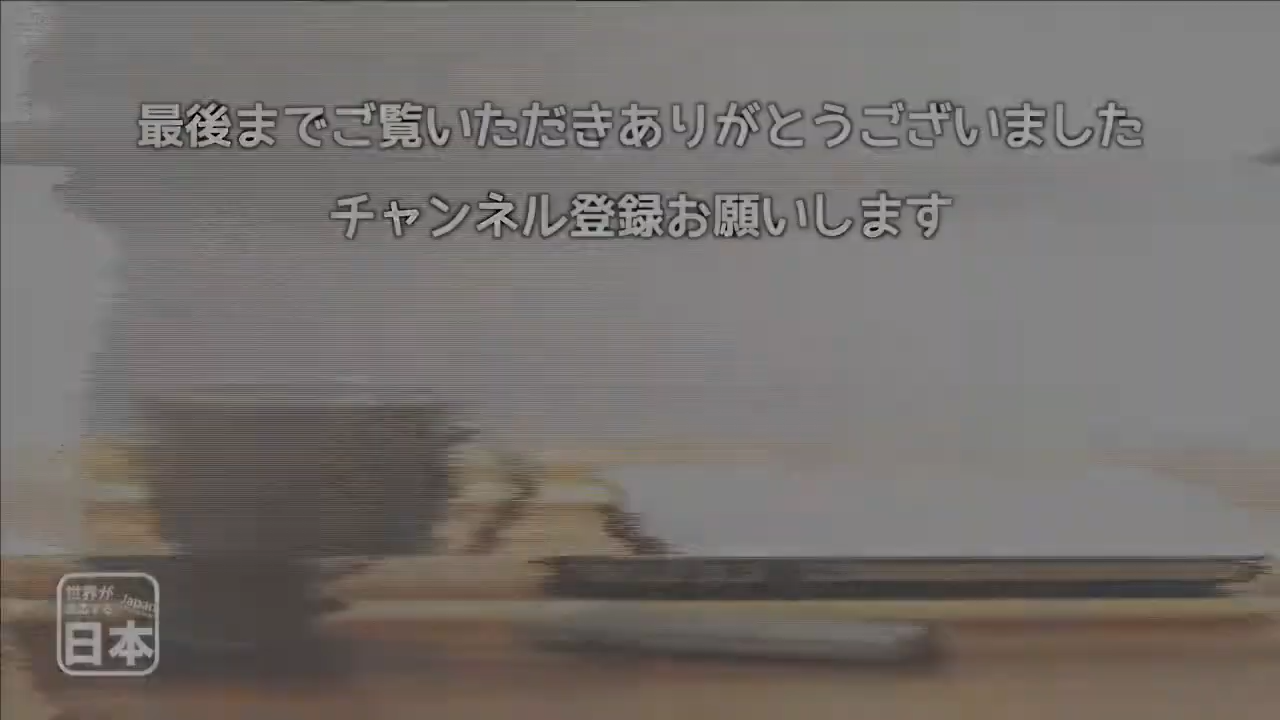 最後までご覧いただきありがとうございました
チャンネル登録お願いします
世界が
Japan
日本